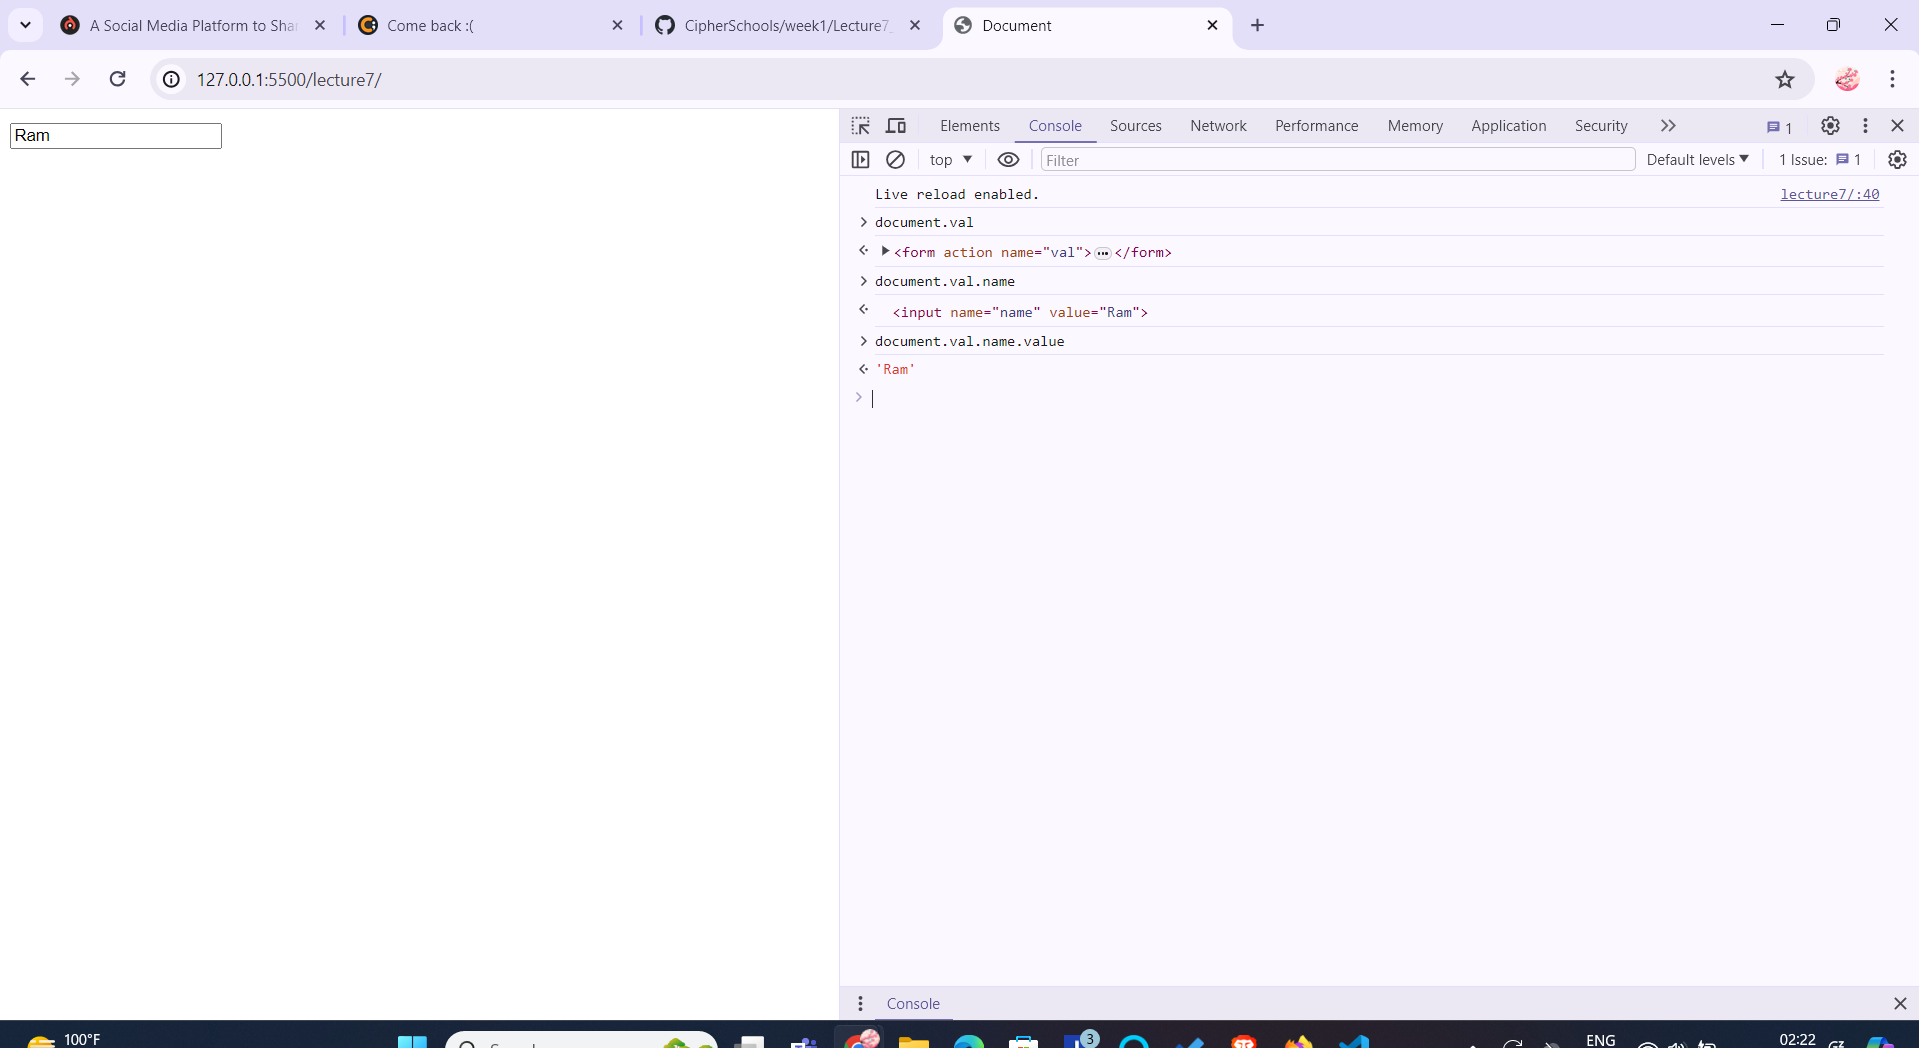 A Social Media Platform to Shar
Come back :(
CipherSchools/week1/Lecture7
Document
127.0.0.1:5500/lecture7/
Ram
Elements Console Sources Network Performance Memory Application Security 1
top Filter Default levels 1 Issue: 1
Live reload enabled. lecture7/:40
document.val
<form action name="val">…</form>
document.val.name
<input name="name" value="Ram">
document.val.name.value
'Ram'
Console
100°F
3
ENG
02:22